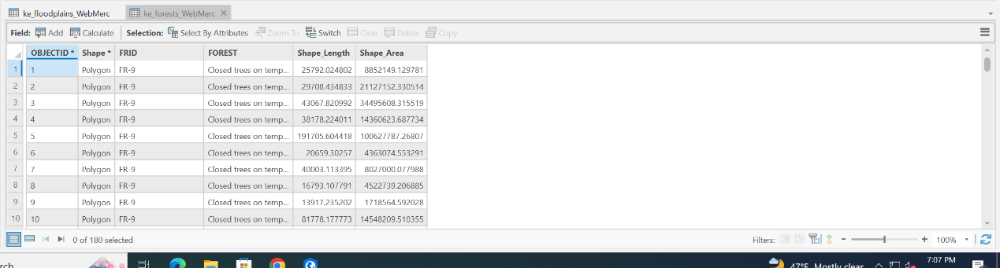 ke_floodplains_WebMerc ke_forests_WebMerc
Field: Add Calculate Selection: Select By Attributes Zoom To Switch Clear Delete Copy
OBJECTID * Shape * FRID FOREST Shape_Length Shape_Area
1 1 Polygon FR-9 Closed trees on temp... 25792.024802 8852149.129781
2 2 Polygon FR-9 Closed trees on temp... 29708.434833 21127152.330514
3 3 Polygon FR-9 Closed trees on temp... 43067.820992 34495608.315519
4 4 Polygon FR-9 Closed trees on temp... 38178.224011 14360623.687734
5 5 Polygon FR-9 Closed trees on temp... 191705.604418 100627787.26807
6 6 Polygon FR-9 Closed trees on temp... 20659.30257 4363074.553291
7 7 Polygon FR-9 Closed trees on temp... 40003.113395 8027000.077988
8 8 Polygon FR-9 Closed trees on temp... 16793.107791 4522739.206885
9 9 Polygon FR-9 Closed trees on temp... 13917.235202 1718564.592028
10 10 Polygon FR-9 Closed trees on temp... 81778.177773 14548209.510355
0 of 180 selected Filters: 100%
rch 47°F Mostly clear 7:07 PM